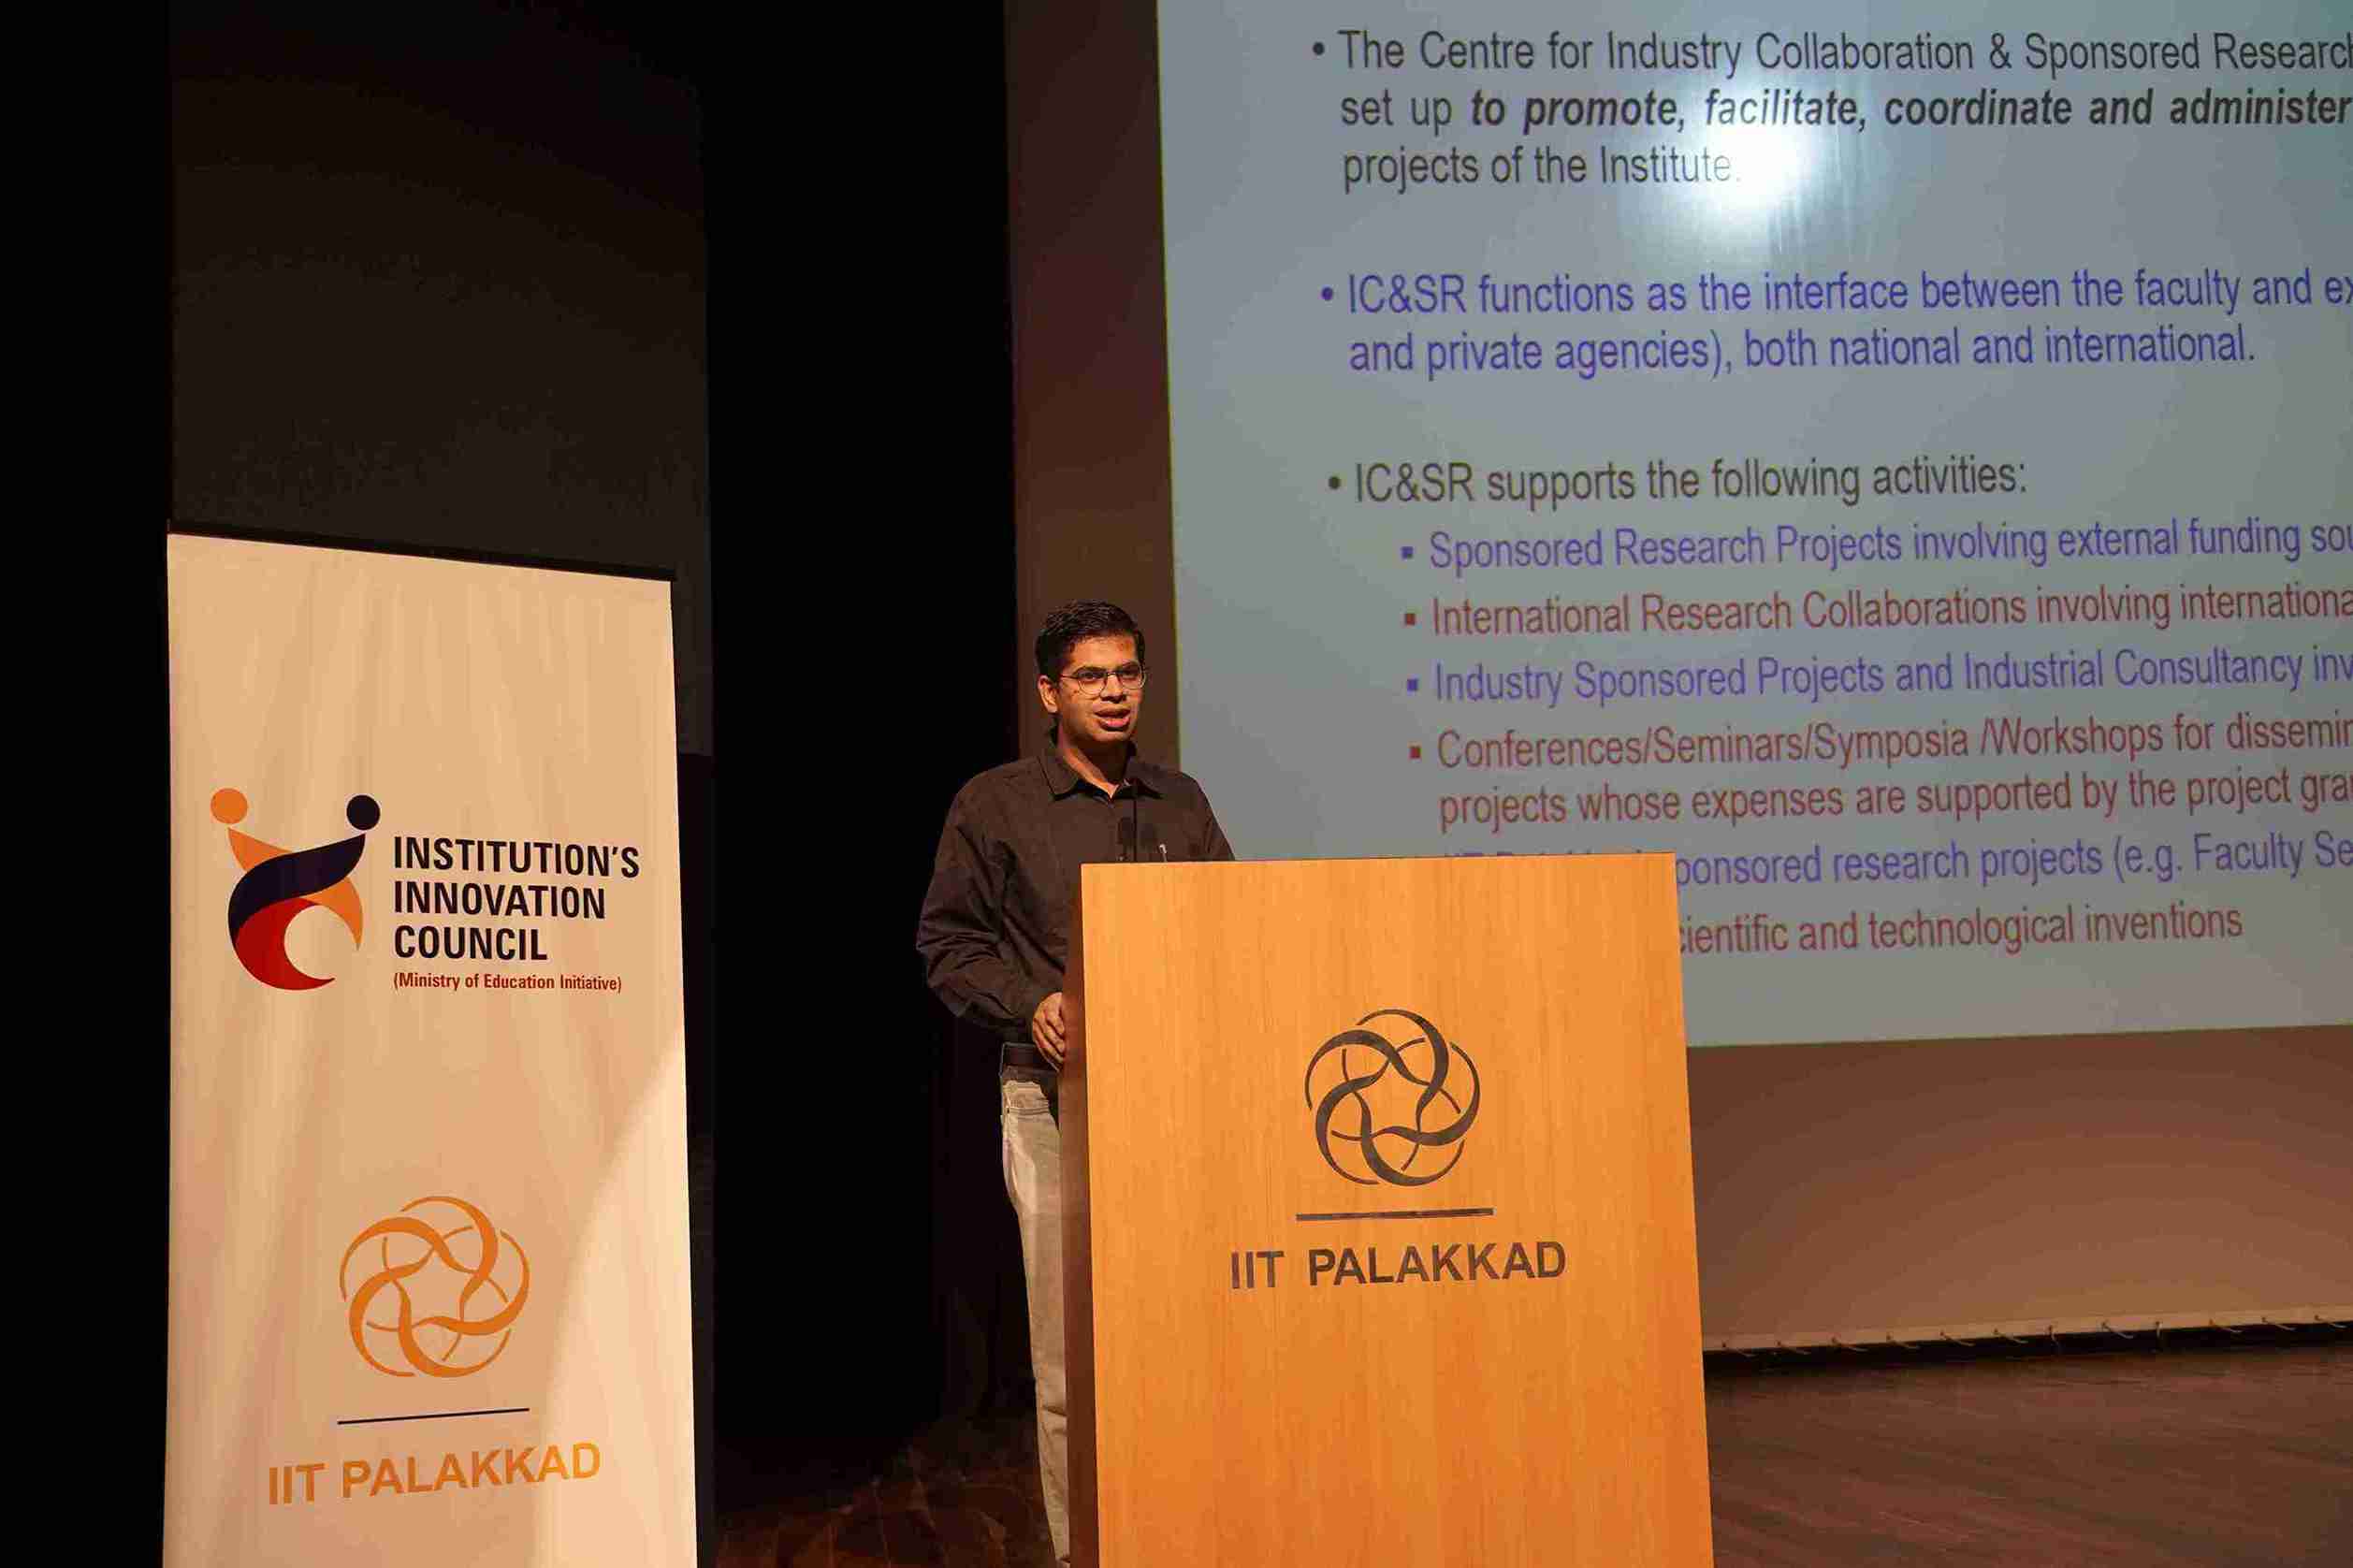 • The Centre for Industry Collaboration & Sponsored Research
set up to promote, facilitate, coordinate and administer
projects of the Institute.
• IC&SR functions as the interface between the faculty and
and private agencies), both national and international.
• IC&SR supports the following activities:
▪ Sponsored Research Projects involving external funding
▪ International Research Collaborations involving
▪ Industry Sponsored Projects and Industrial Consultancy
▪ Conferences/Seminars/Symposia /Workshops for
projects whose expenses are supported by the project
research projects (e.g. Faculty
and technological inventions
INSTITUTION'S
INNOVATION
COUNCIL
(Ministry of Education Initiative)
IIT PALAKKAD
IIT PALAKKAD